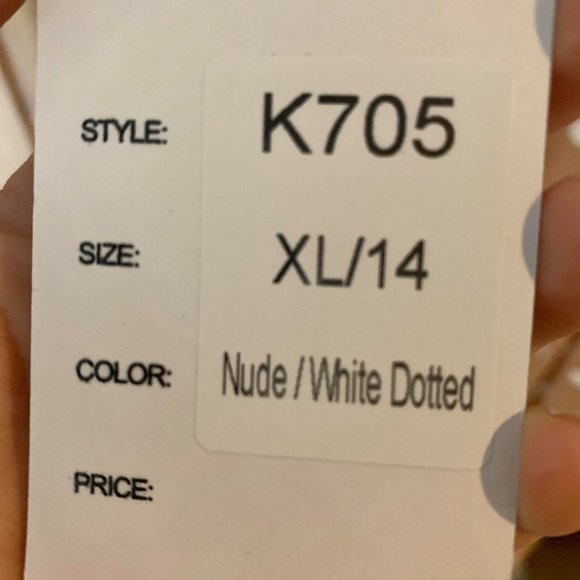 STYLE: K705
SIZE: XL/14
COLOR: Nude / White Dotted
PRICE: